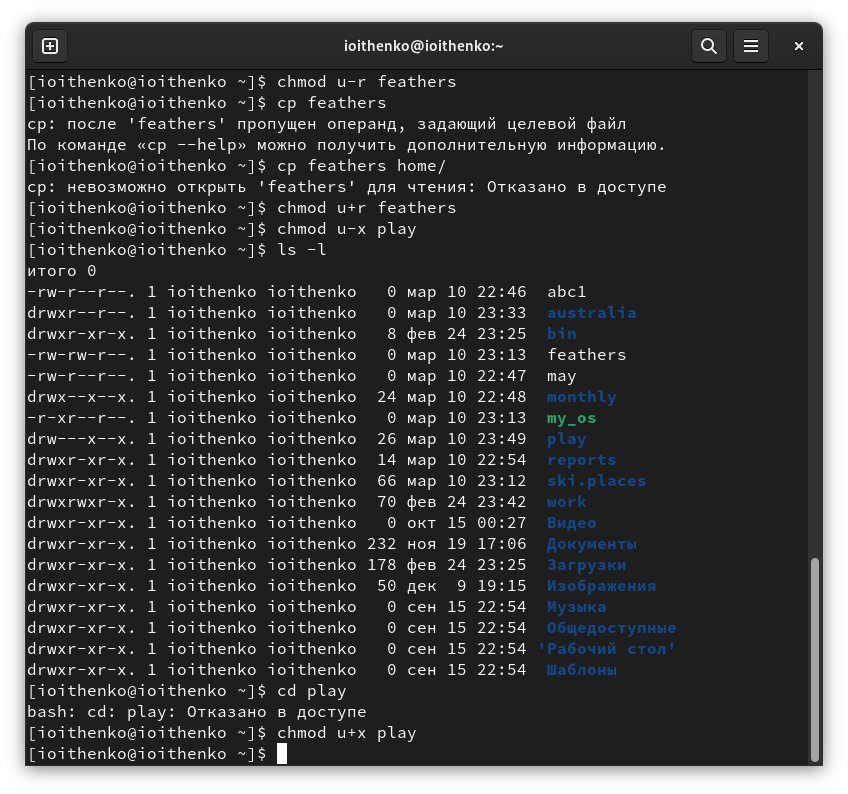 ioithenko@ioithenko:~
[ioithenko@ioithenko ~]$ chmod u-r feathers
[ioithenko@ioithenko ~]$ cp feathers
cp: после 'feathers' пропущен операнд, задающий целевой файл
По команде «cp --help» можно получить дополнительную информацию.
[ioithenko@ioithenko ~]$ cp feathers home/
cp: невозможно открыть 'feathers' для чтения: Отказано в доступе
[ioithenko@ioithenko ~]$ chmod u+r feathers
[ioithenko@ioithenko ~]$ chmod u-x play
[ioithenko@ioithenko ~]$ ls -l
итого 0
-rw-r--r--. 1 ioithenko ioithenko   0 мар 10 22:46  abc1
drwxr--r--. 1 ioithenko ioithenko   0 мар 10 23:33  australia
drwxr-xr-x. 1 ioithenko ioithenko   8 фев 24 23:25  bin
-rw-rw-r--. 1 ioithenko ioithenko   0 мар 10 23:13  feathers
-rw-r--r--. 1 ioithenko ioithenko   0 мар 10 22:47  may
drwx--x--x. 1 ioithenko ioithenko  24 мар 10 22:48  monthly
-r-xr--r--. 1 ioithenko ioithenko   0 мар 10 23:13  my_os
drw---x--x. 1 ioithenko ioithenko  26 мар 10 23:49  play
drwxr-xr-x. 1 ioithenko ioithenko  14 мар 10 22:54  reports
drwxr-xr-x. 1 ioithenko ioithenko  66 мар 10 23:12  ski.places
drwxrwxr-x. 1 ioithenko ioithenko  70 фев 24 23:42  work
drwxr-xr-x. 1 ioithenko ioithenko   0 окт 15 00:27  Видео
drwxr-xr-x. 1 ioithenko ioithenko 232 ноя 19 17:06  Документы
drwxr-xr-x. 1 ioithenko ioithenko 178 фев 24 23:25  Загрузки
drwxr-xr-x. 1 ioithenko ioithenko  50 дек  9 19:15  Изображения
drwxr-xr-x. 1 ioithenko ioithenko   0 сен 15 22:54  Музыка
drwxr-xr-x. 1 ioithenko ioithenko   0 сен 15 22:54  Общедоступные
drwxr-xr-x. 1 ioithenko ioithenko   0 сен 15 22:54 'Рабочий стол'
drwxr-xr-x. 1 ioithenko ioithenko   0 сен 15 22:54  Шаблоны
[ioithenko@ioithenko ~]$ cd play
bash: cd: play: Отказано в доступе
[ioithenko@ioithenko ~]$ chmod u+x play
[ioithenko@ioithenko ~]$